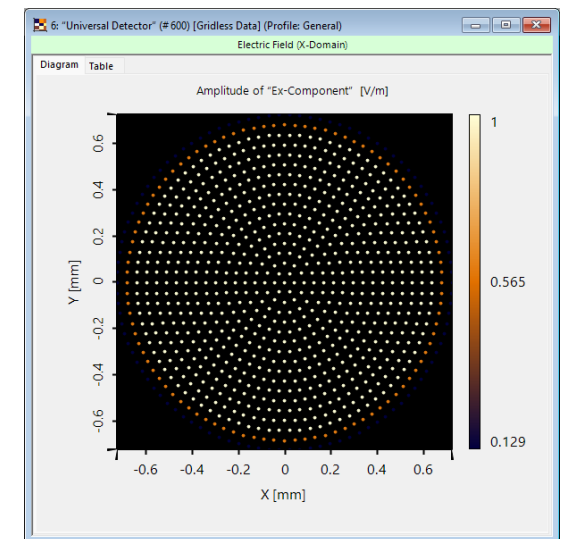 6: "Universal Detector" (# 600) [Gridless Data] (Profile: General)
Electric Field (X-Domain)
Diagram Table
Amplitude of "Ex-Component" [V/m]
0.6
0.4
0.2
0
-0.2
-0.4
-0.6
Y [mm]
1
0.565
0.129
-0.6 -0.4 -0.2 0 0.2 0.4 0.6
X [mm]